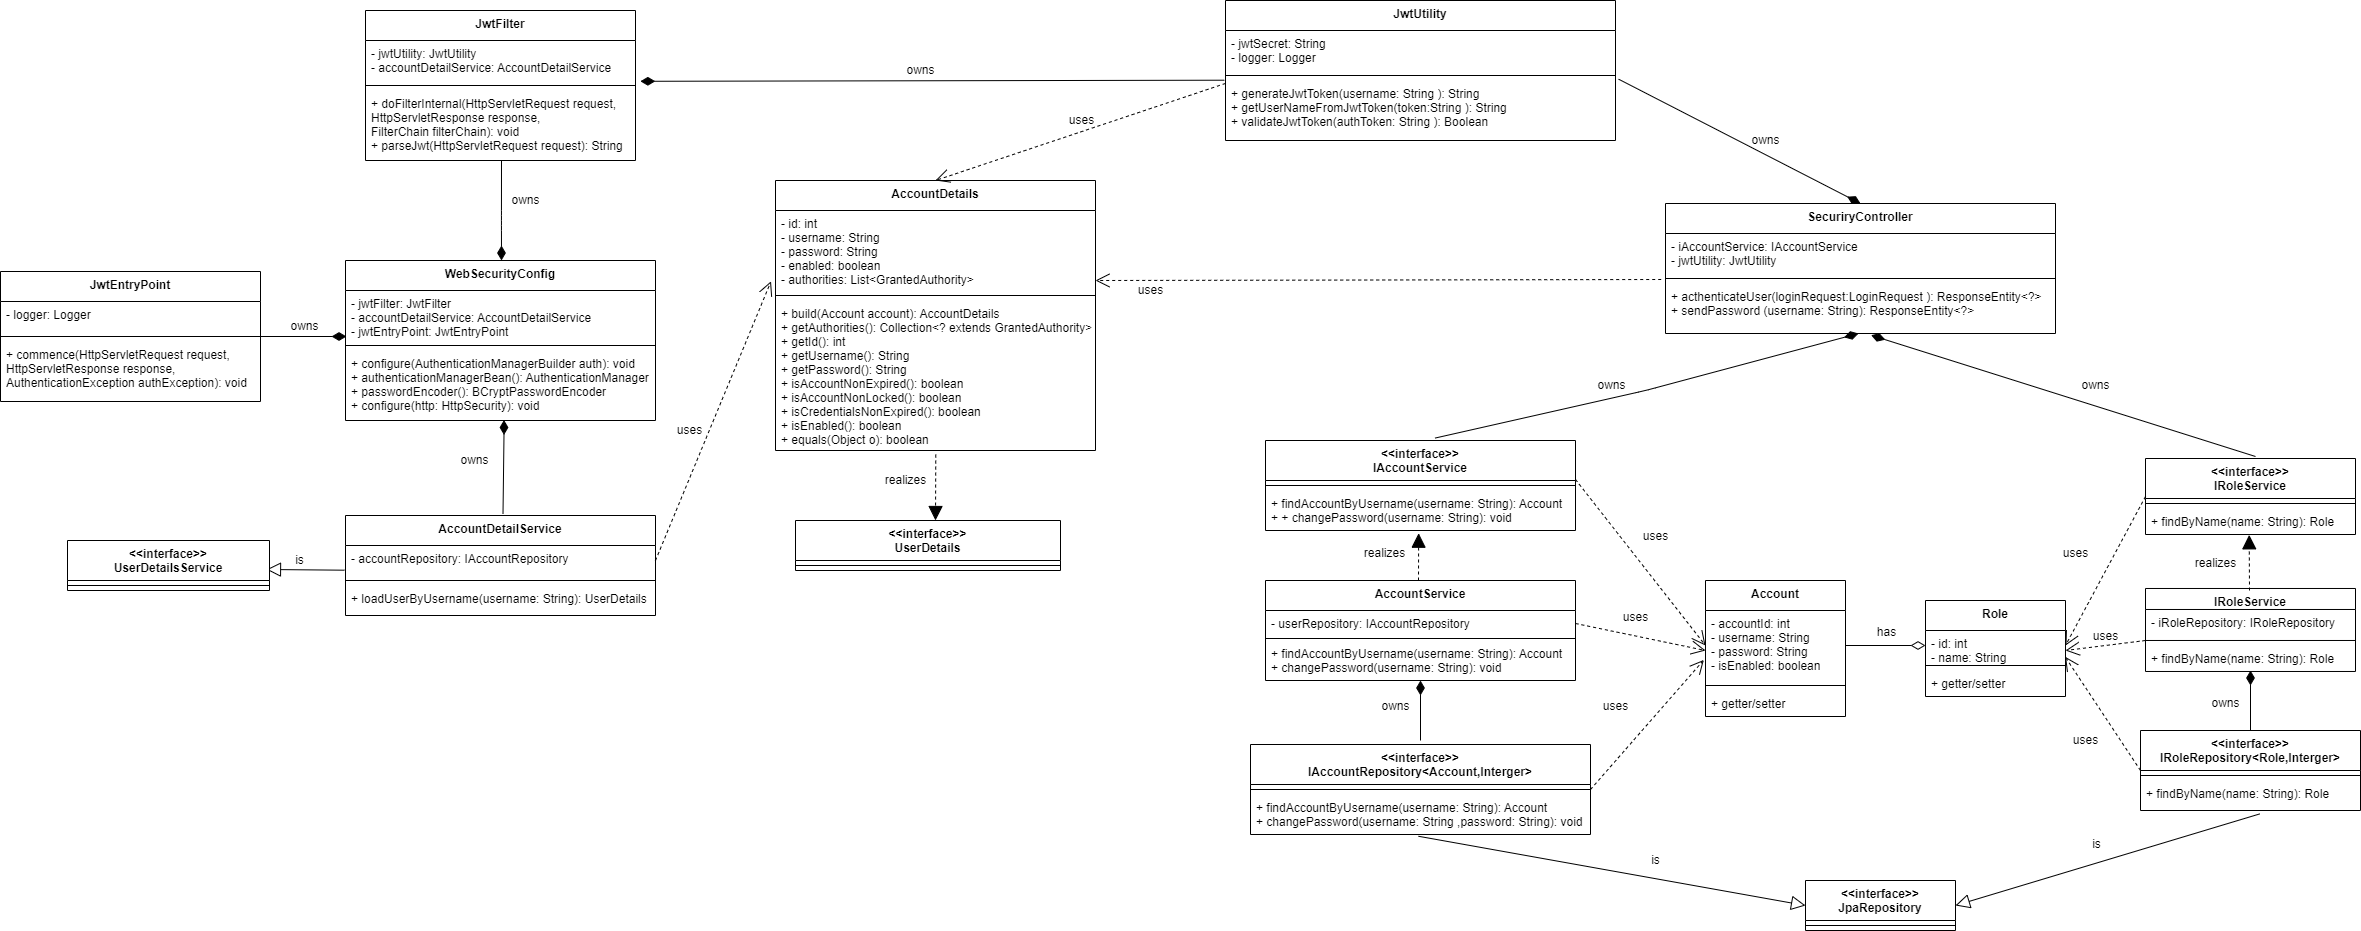 JwtFilter
- jwtUtility: JwtUtility
- accountDetailService: AccountDetailService
+ doFilterInternal(HttpServletRequest request,
HttpServletResponse response,
FilterChain filterChain): void
+ parseJwt(HttpServletRequest request): String
owns
JwtUtility
- jwtSecret: String
- logger: Logger
+ generateJwtToken(username: String ): String
+ getUserNameFromJwtToken(token:String ): String
+ validateJwtToken(authToken: String ): Boolean
uses
owns
owns
AccountDetails
- id: int
- username: String
- password: String
- enabled: boolean
- authorities: List<GrantedAuthority>
+ build(Account account): AccountDetails
+ getAuthorities(): Collection<? extends GrantedAuthority>
+ getId(): int
+ getUsername(): String
+ getPassword(): String
+ isAccountNonExpired(): boolean
+ isAccountNonLocked(): boolean
+ isCredentialsNonExpired(): boolean
+ isEnabled(): boolean
+ equals(Object o): boolean
uses
SecuriryController
- iAccountService: IAccountService
- jwtUtility: JwtUtility
+ acthenticateUser(loginRequest:LoginRequest ): ResponseEntity<?>
+ sendPassword (username: String): ResponseEntity<?>
JwtEntryPoint
- logger: Logger
+ commence(HttpServletRequest request,
HttpServletResponse response,
AuthenticationException authException): void
owns
WebSecurityConfig
- jwtFilter: JwtFilter
- accountDetailService: AccountDetailService
- jwtEntryPoint: JwtEntryPoint
+ configure(AuthenticationManagerBuilder auth): void
+ authenticationManagerBean(): AuthenticationManager
+ passwordEncoder(): BCryptPasswordEncoder
+ configure(http: HttpSecurity): void
uses
owns
realizes
owns
owns
<<interface>>
UserDetailsService
is
AccountDetailService
- accountRepository: IAccountRepository
+ loadUserByUsername(username: String): UserDetails
<<interface>>
UserDetails
<<interface>>
IAccountService
+ findAccountByUsername(username: String): Account
+ + changePassword(username: String): void
uses
realizes
<<interface>>
IRoleService
+ findByName(name: String): Role
uses
realizes
AccountService
- userRepository: IAccountRepository
+ findAccountByUsername(username: String): Account
+ changePassword(username: String): void
uses
Account
- accountId: int
- username: String
- password: String
- isEnabled: boolean
+ getter/setter
has
Role
- id: int
- name: String
+ getter/setter
uses
IRoleService
- iRoleRepository: IRoleRepository
+ findByName(name: String): Role
owns
uses
uses
owns
<<interface>>
IAccountRepository<Account,Interger>
+ findAccountByUsername(username: String): Account
+ changePassword(username: String ,password: String): void
<<interface>>
IRoleRepository<Role,Interger>
+ findByName(name: String): Role
is
is
<<interface>>
JpaRepository